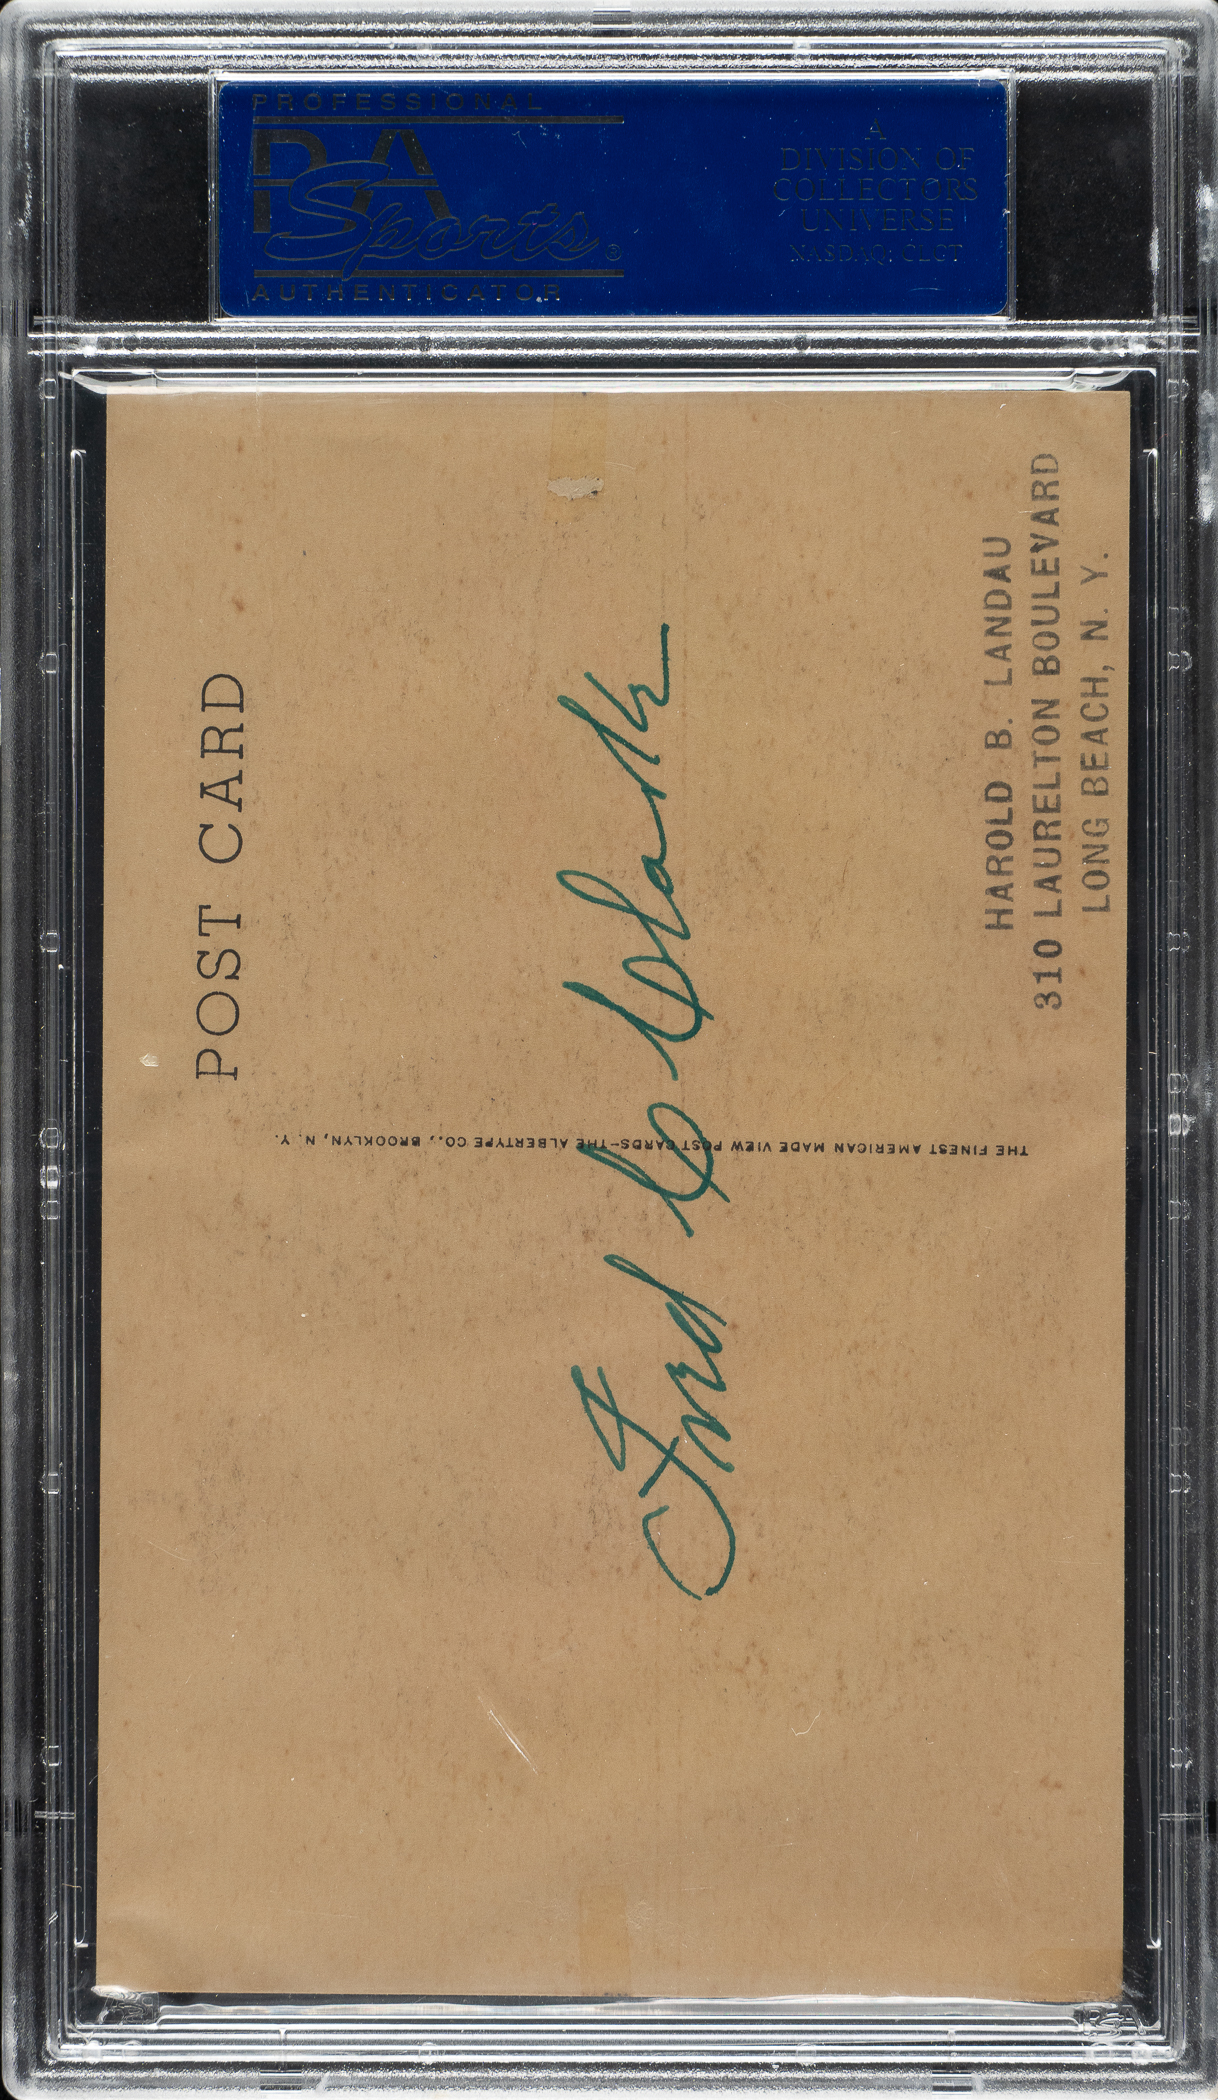 PROFESSIONAL
PSA
Sports®
AUTHENTICATOR
A
DIVISION OF
COLLECTORS
UNIVERSE
NASDAQ: CLCT
POST CARD
THE FINEST AMERICAN MADE VIEW POST CARDS—THE ALBERTYPE CO., BROOKLYN, N. Y.
Fred C Clarke
HAROLD B. LANDAU
310 LAURELTON BOULEVARD
LONG BEACH, N. Y.
PSA